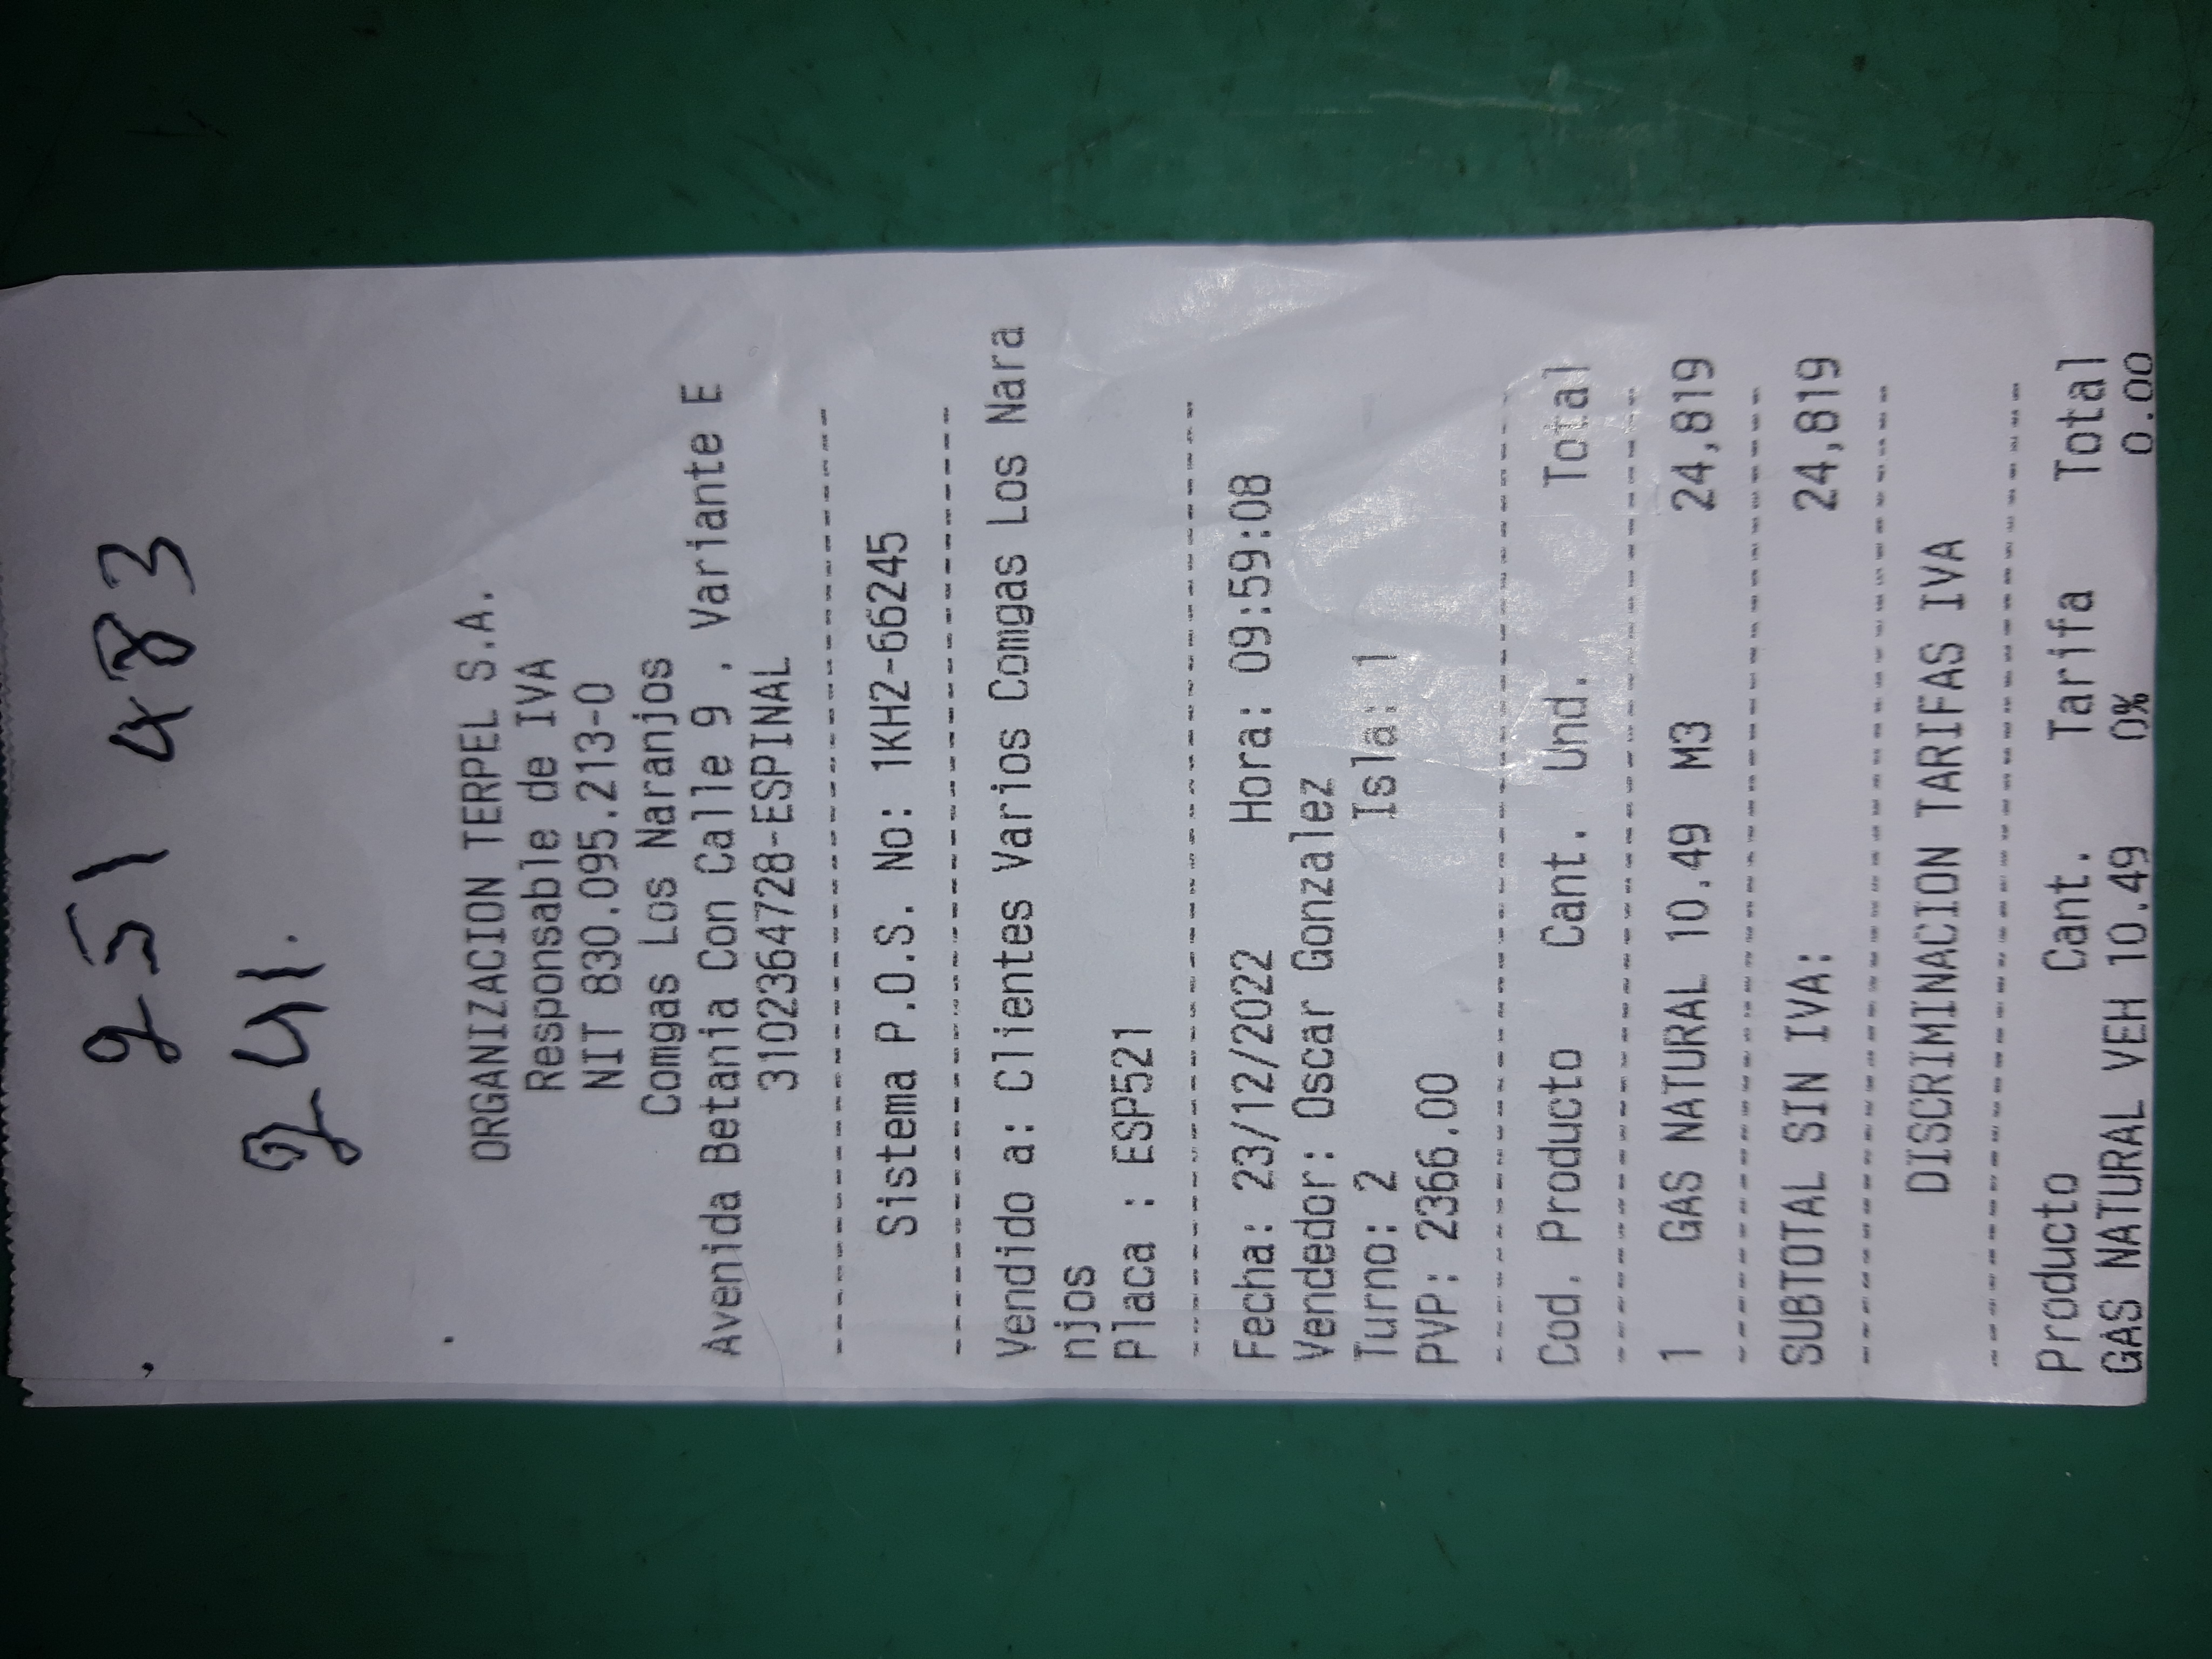 251 483
241.
ORGANIZACION TERPEL S.A.
Responsable de IVA
NIT 830.095.213-0
Comgas Los Naranjos
Avenida Betania Con Calle 9 , Variante E
3102364728-ESPINAL
----------------------------------------
Sistema P.O.S. No: 1KH2-66245
----------------------------------------
Vendido a: Clientes Varios Comgas Los Nara
njos
Placa : ESP521
----------------------------------------
Fecha: 23/12/2022 Hora: 09:59:08
Vendedor: Oscar Gonzalez
Turno: 2 Isla: 1
PVP: 2366.00
----------------------------------------
Cod. Producto Cant. Und. Total
----------------------------------------
1 GAS NATURAL 10.49 M3 24,819
----------------------------------------
SUBTOTAL SIN IVA: 24,819
----------------------------------------
DISCRIMINACION TARIFAS IVA
----------------------------------------
Producto Cant. Tarifa Total
GAS NATURAL VEH 10.49 0% 0.00